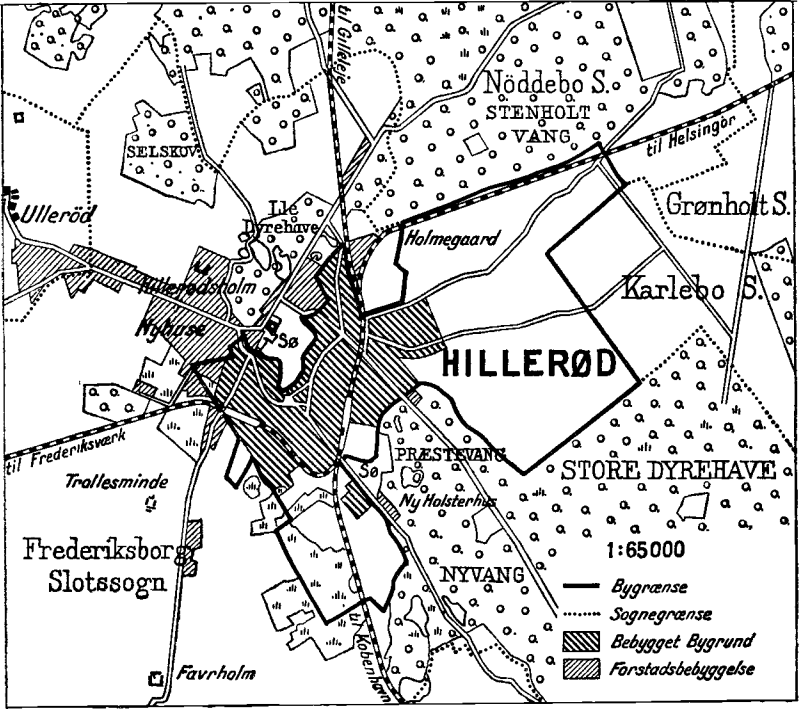 til Gilleleje
Nöddebo S.
STENHOLT
VANG
til Helsingør
SELSKOV
Grønholt S.
Ulleröd
Lle
Dyrehave
Holmegaard
Hillerødsholm
Karlebo S.
Nyhuse
Sø
HILLERØD
til Frederiksværk
PRÆSTEVANG
Sø
STORE DYREHAVE
Trollesminde
Ny Holsterhus
Frederiksborg
Slotssogn
1:65000
NYVANG
Bygrænse
Sognegrænse
til København
Bebygget Bygrund
Forstadsbebyggelse
Favrholm